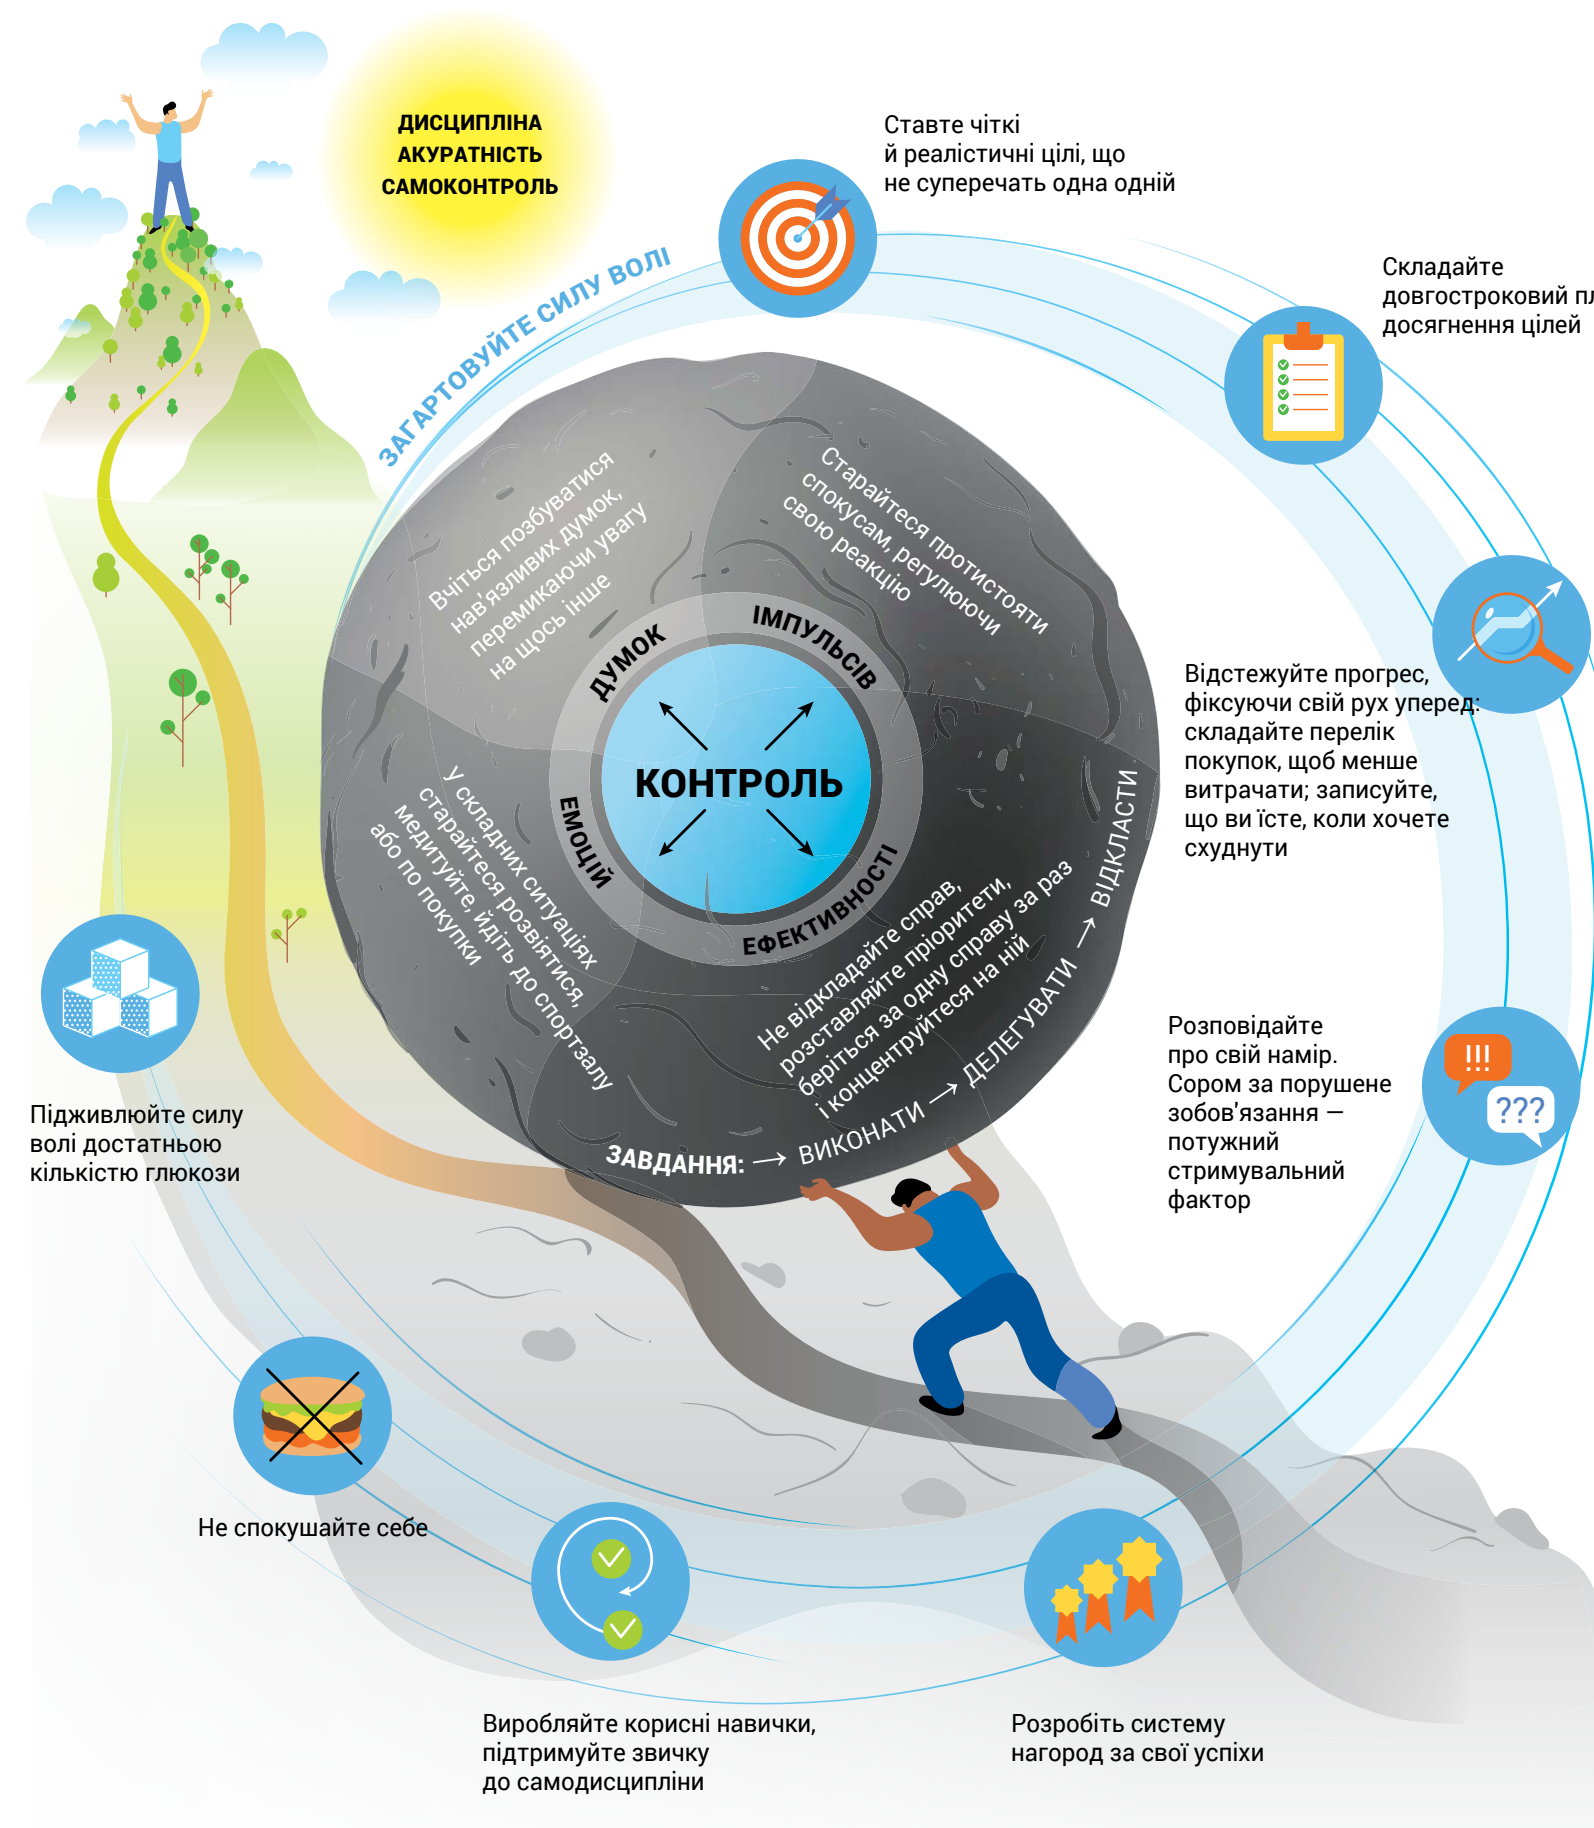 ДИСЦИПЛІНА
АКУРАТНІСТЬ
САМОКОНТРОЛЬ
ЗАГАРТОВУЙТЕ СИЛУ ВОЛІ
Ставте чіткі
й реалістичні цілі, що
не суперечать одна одній
Складайте
довгостроковий
досягнення цілей
Відстежуйте прогрес,
фіксуючи свій рух уперед:
складайте перелік
покупок, щоб менше
витрачати; записуйте,
що ви їсте, коли хочете
схуднути
Розповідайте
про свій намір.
Сором за порушене
зобов'язання —
потужний
стримувальний
фактор
!!!
???
Розробіть систему
нагород за свої успіхи
Виробляйте корисні навички,
підтримуйте звичку
до самодисципліни
Не спокушайте себе
Підживлюйте силу
волі достатньою
кількістю глюкози
КОНТРОЛЬ
ДУМОК
Вчіться позбуватися
нав'язливих думок,
перемикаючи увагу
на щось інше
ІМПУЛЬСІВ
Старайтеся протистояти
спокусам, регулюючи
свою реакцію
ЕМОЦІЙ
У складних ситуаціях
старайтеся розвіятися,
медитуйте, йдіть до спортзалу
або по покупки
ЕФЕКТИВНОСТІ
Не відкладайте справ,
розставляйте пріоритети,
беріться за одну справу за раз
і концентруйтеся на ній
ЗАВДАННЯ: → ВИКОНАТИ → ДЕЛЕГУВАТИ → ВІДКЛАСТИ